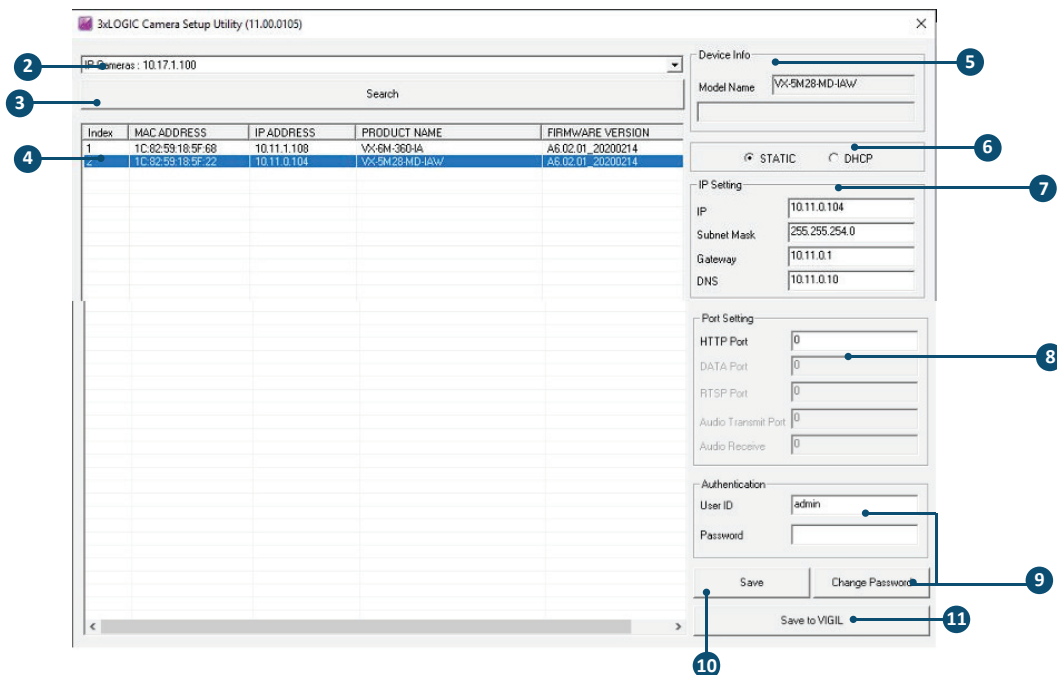 3xLOGIC Camera Setup Utility (11.00.0105)
2
IP Cameras : 10.17.1.100
3
Search
Index MAC ADDRESS IP ADDRESS PRODUCT NAME FIRMWARE VERSION
1 1C:82:59:18:5F:68 10.11.1.108 VX-6M-360-IA A6.02.01_20200214
4
2 1C:82:59:18:5F:22 10.11.0.104 VX-5M28-MD-IAW A6.02.01_20200214
Device Info
5
Model Name VX-5M28-MD-IAW
6
STATIC DHCP
IP Setting
7
IP 10.11.0.104
Subnet Mask 255.255.254.0
Gateway 10.11.0.1
DNS 10.11.0.10
Port Setting
HTTP Port 0
8
DATA Port 0
RTSP Port 0
Audio Transmit Port 0
Audio Receive 0
Authentication
User ID admin
Password
9
Save Change Password
Save to VIGIL
11
10